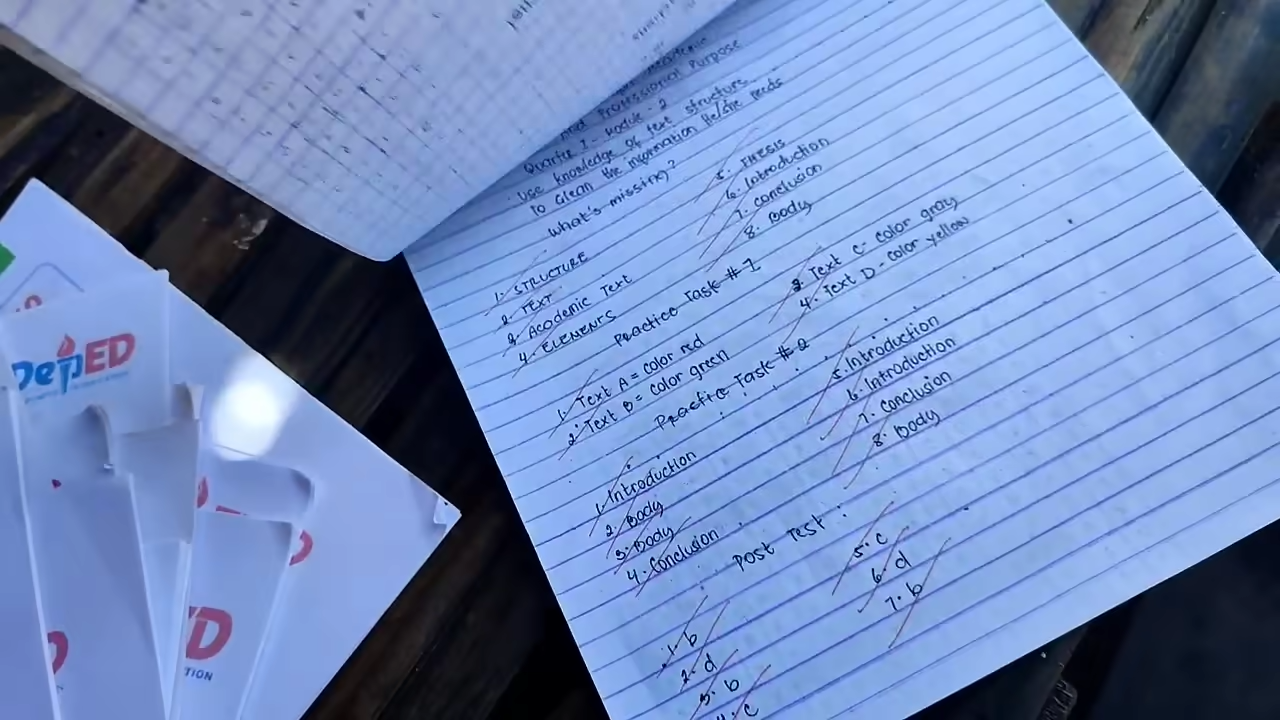 Academic
And Professional Purpose
Quarter 1- Module - 2
Use knowledge of text structure
To Glean the information He/she needs
What's missing?
1. STRUCTURE
2. TEXT
3. Academic Text
4. ELEMENTS
5. THESIS
6. Introduction
7. conclusion
8. Body
Practice Task #1
1. Text A = color red
2. Text B = color green
3. Text C - color gray
4. Text D - color yellow
Practice Task #2
1. Introduction
2. Body
3. Body
4. Conclusion
5. Introduction
6. Introduction
7. conclusion
8. Body
Post Test:
1. b
2. d
3. b
4. c
5. c
6. d
7. b
DepED
ED
TION